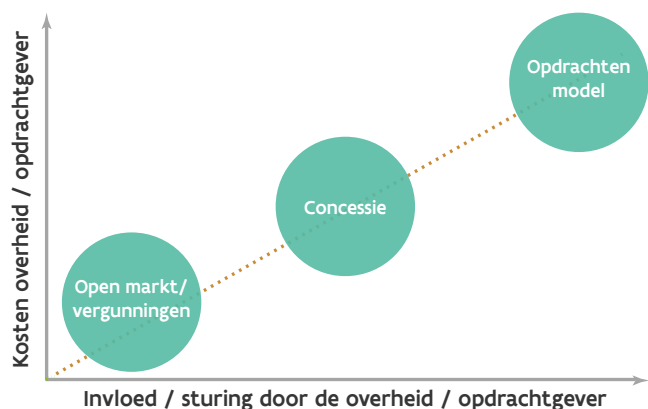 Kosten overheid / opdrachtgever
Opdrachten
model
Concessie
Open markt/
vergunningen
Invloed / sturing door de overheid / opdrachtgever